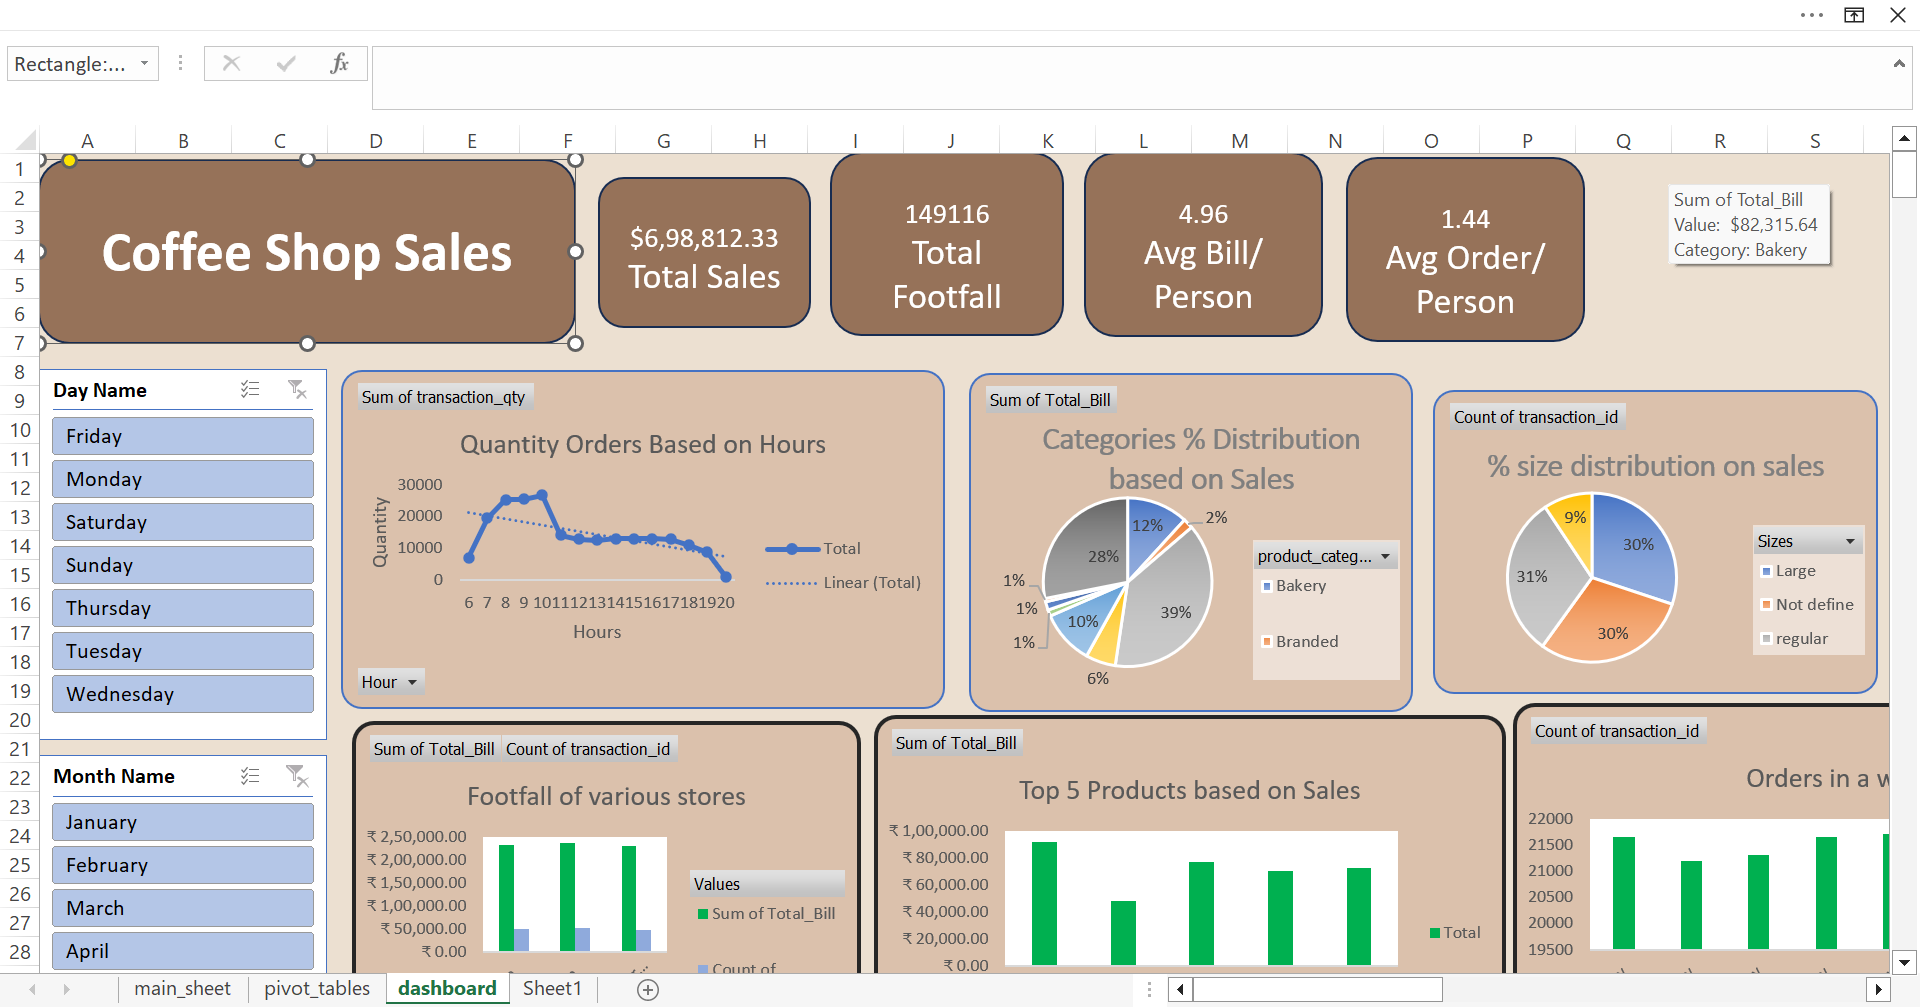 Rectangle:...
fx
A B C D E F G H I J K L M N O P Q R S
1
2
3
4
5
6
7
8
9
10
11
12
13
14
15
16
17
18
19
20
21
22
23
24
25
26
27
28
Coffee Shop Sales
$6,98,812.33
Total Sales
149116
Total
Footfall
4.96
Avg Bill/
Person
1.44
Avg Order/
Person
Sum of Total_Bill
Value: $82,315.64
Category: Bakery
Day Name
Friday
Monday
Saturday
Sunday
Thursday
Tuesday
Wednesday
Month Name
January
February
March
April
Sum of transaction_qty
Quantity Orders Based on Hours
Quantity
30000
20000
10000
0
6 7 8 9 10 11 12 13 14 15 16 17 18 19 20
Hours
Total
Linear (Total)
Hour
Sum of Total_Bill
Categories % Distribution
based on Sales
12%
2%
39%
6%
10%
1%
1%
1%
28%
product_categ...
Bakery
Branded
Count of transaction_id
% size distribution on sales
30%
30%
31%
9%
Sizes
Large
Not define
regular
Sum of Total_Bill Count of transaction_id
Footfall of various stores
₹ 2,50,000.00
₹ 2,00,000.00
₹ 1,50,000.00
₹ 1,00,000.00
₹ 50,000.00
₹ 0.00
Values
Sum of Total_Bill
Count of
Sum of Total_Bill
Top 5 Products based on Sales
₹ 1,00,000.00
₹ 80,000.00
₹ 60,000.00
₹ 40,000.00
₹ 20,000.00
₹ 0.00
Total
Count of transaction_id
Orders in a w
22000
21500
21000
20500
20000
19500
main_sheet pivot_tables dashboard Sheet1